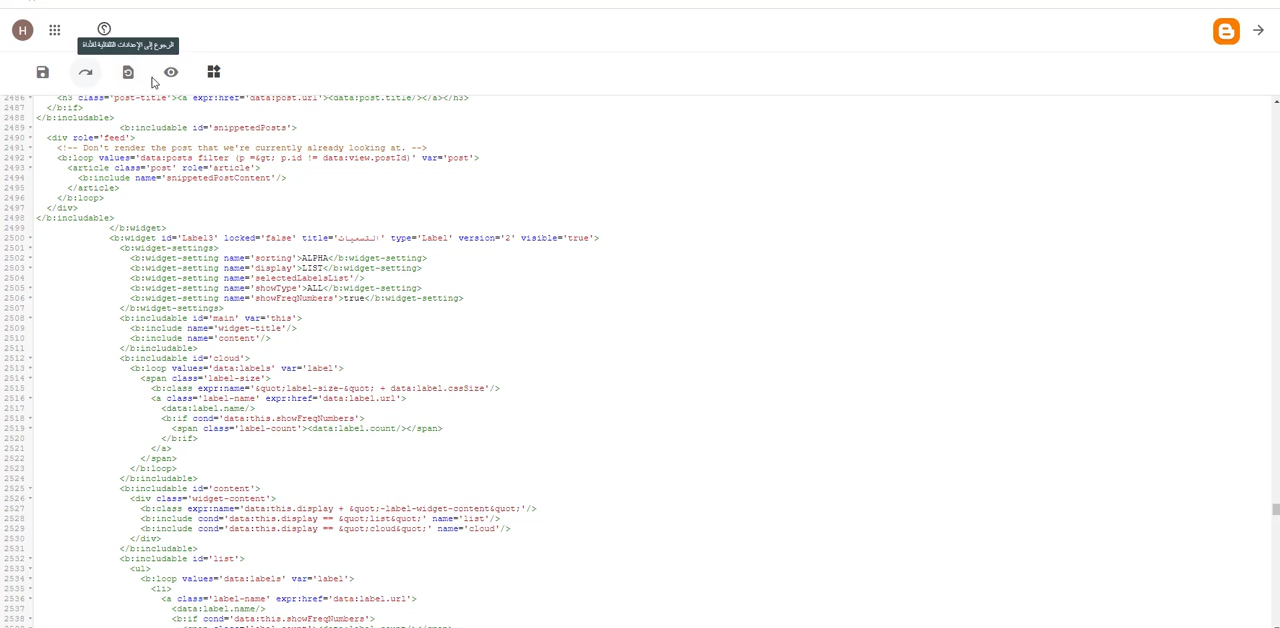 H
الرجوع إلى الإعدادات التلقائية للأداة
2486 <h3 class='post-title'><a expr:href='data:post.url'><data:post.title/></a></h3>
2487 </b:if>
2488 </b:includable>
2489 <b:includable id='snippetedPosts'>
2490 <div role='feed'>
2491 <!-- Don't render the post that we're currently already looking at. -->
2492 <b:loop values='data:posts filter (p =&gt; p.id != data:view.postId)' var='post'>
2493 <article class='post' role='article'>
2494 <b:include name='snippetedPostContent'/>
2495 </article>
2496 </b:loop>
2497 </div>
2498 </b:includable>
2499 </b:widget>
2500 <b:widget id='Label3' locked='false' title='التسميات' type='Label' version='2' visible='true'>
2501 <b:widget-settings>
2502 <b:widget-setting name='sorting'>ALPHA</b:widget-setting>
2503 <b:widget-setting name='display'>LIST</b:widget-setting>
2504 <b:widget-setting name='selectedLabelsList'/>
2505 <b:widget-setting name='showType'>ALL</b:widget-setting>
2506 <b:widget-setting name='showFreqNumbers'>true</b:widget-setting>
2507 </b:widget-settings>
2508 <b:includable id='main' var='this'>
2509 <b:include name='widget-title'/>
2510 <b:include name='content'/>
2511 </b:includable>
2512 <b:includable id='cloud'>
2513 <b:loop values='data:labels' var='label'>
2514 <span class='label-size'>
2515 <b:class expr:name='&quot;label-size-&quot; + data:label.cssSize'/>
2516 <a class='label-name' expr:href='data:label.url'>
2517 <data:label.name/>
2518 <b:if cond='data:this.showFreqNumbers'>
2519 <span class='label-count'><data:label.count/></span>
2520 </b:if>
2521 </a>
2522 </span>
2523 </b:loop>
2524 </b:includable>
2525 <b:includable id='content'>
2526 <div class='widget-content'>
2527 <b:class expr:name='data:this.display + &quot;-label-widget-content&quot;'/>
2528 <b:include cond='data:this.display == &quot;list&quot;' name='list'/>
2529 <b:include cond='data:this.display == &quot;cloud&quot;' name='cloud'/>
2530 </div>
2531 </b:includable>
2532 <b:includable id='list'>
2533 <ul>
2534 <b:loop values='data:labels' var='label'>
2535 <li>
2536 <a class='label-name' expr:href='data:label.url'>
2537 <data:label.name/>
2538 <b:if cond='data:this.showFreqNumbers'>